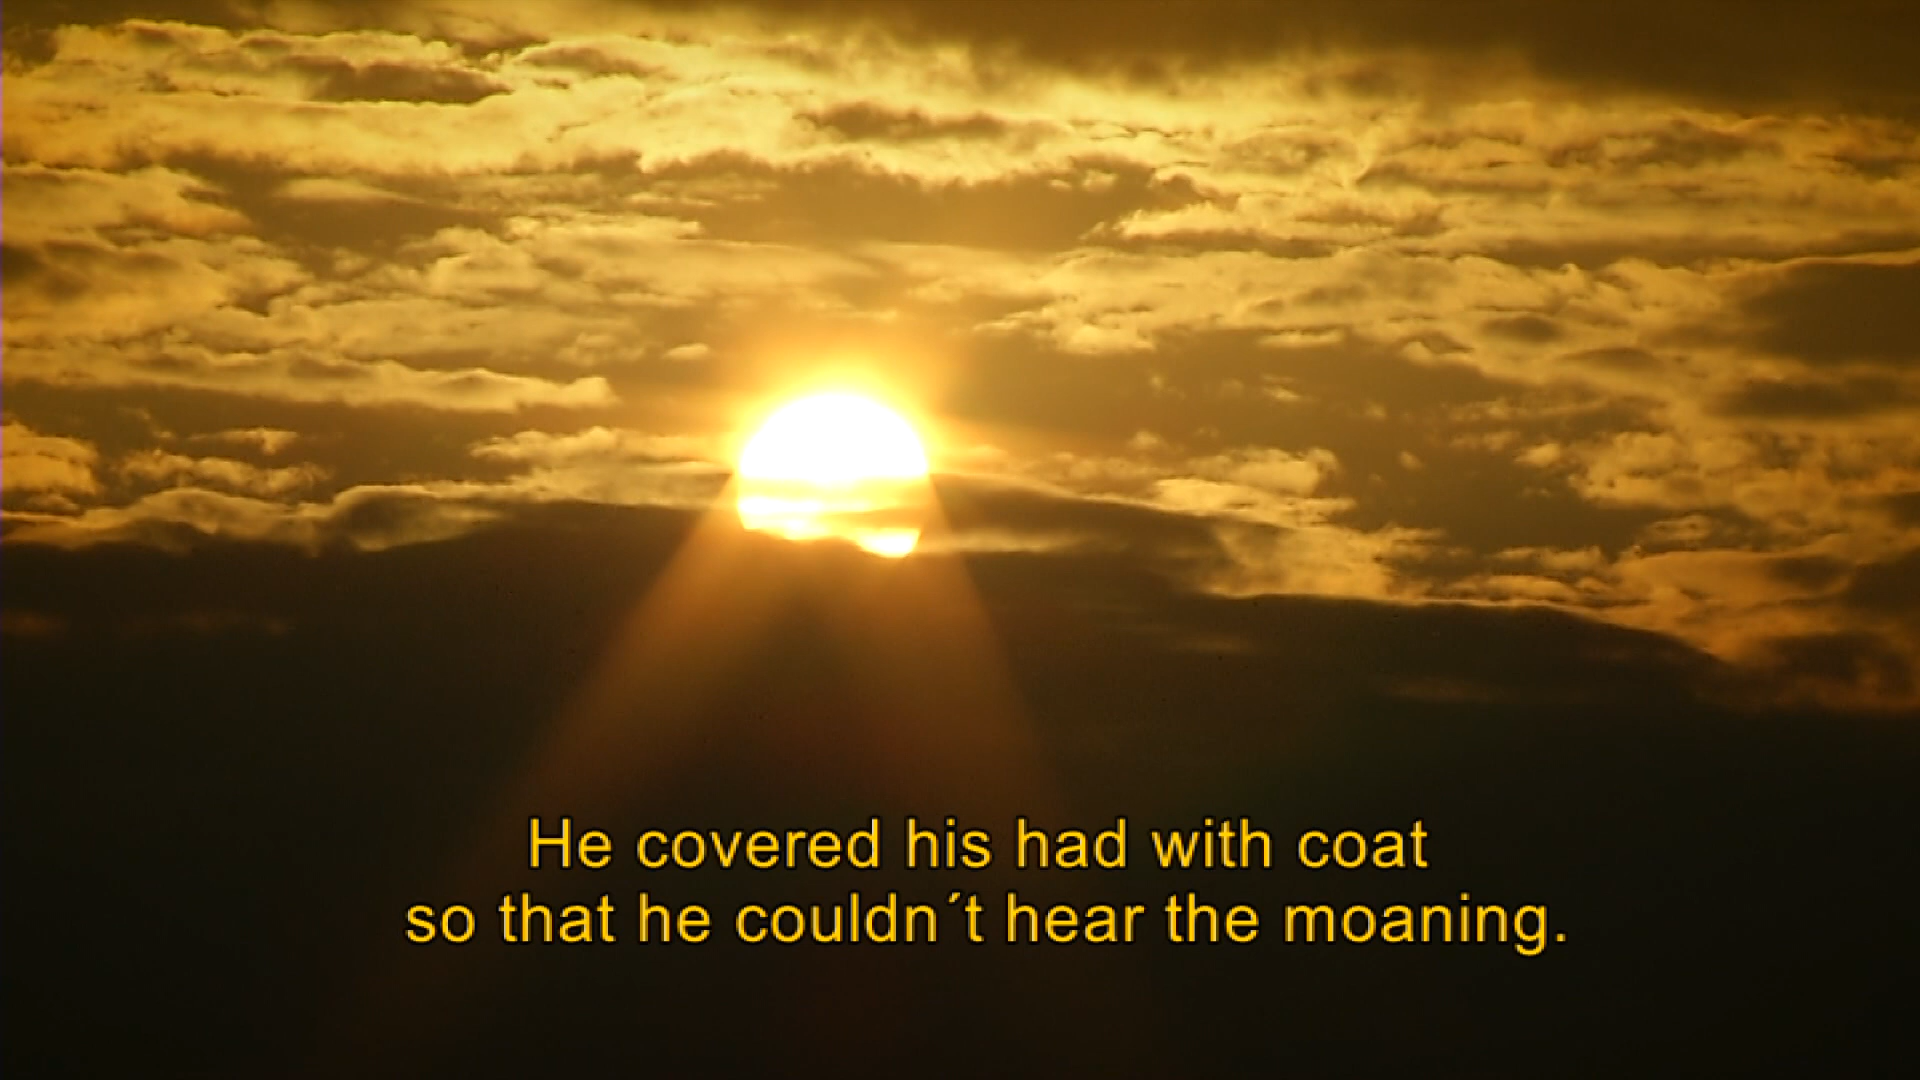 He covered his had with coat
so that he couldn´t hear the moaning.